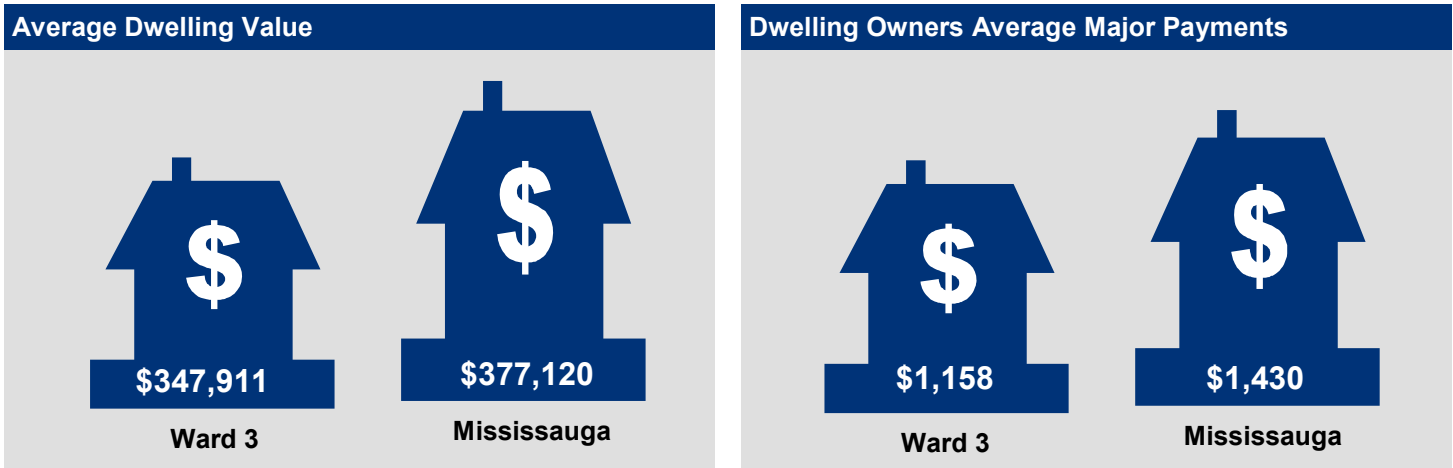 Average Dwelling Value
$
$
$347,911
$377,120
Ward 3
Mississauga
Dwelling Owners Average Major Payments
$
$
$1,158
$1,430
Ward 3
Mississauga